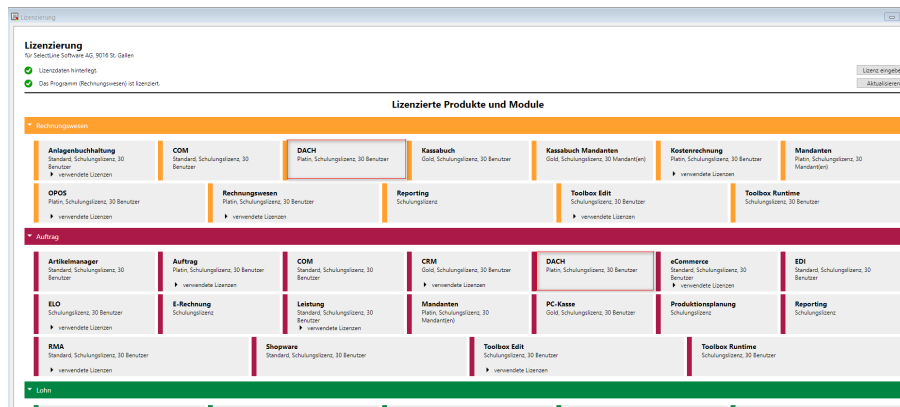 Lizenzierung
Lizenzierung
für SelectLine Software AG, 9016 St. Gallen
Lizenzdaten hinterlegt.
Lizenz eingebe
Das Programm (Rechnungswesen) ist lizenziert.
Aktualisieren
Lizenzierte Produkte und Module
Rechnungswesen
Anlagenbuchhaltung
Standard, Schulungslizenz, 30
Benutzer
verwendete Lizenzen
COM
Standard, Schulungslizenz, 30
Benutzer
DACH
Platin, Schulungslizenz, 30 Benutzer
Kassabuch
Gold, Schulungslizenz, 30 Benutzer
Kassabuch Mandanten
Gold, Schulungslizenz, 30 Mandant(en)
Kostenrechnung
Platin, Schulungslizenz, 30 Benutzer
verwendete Lizenzen
Mandanten
Platin, Schulungslizenz, 30
Mandant(en)
OPOS
Platin, Schulungslizenz, 30 Benutzer
verwendete Lizenzen
Rechnungswesen
Platin, Schulungslizenz, 30 Benutzer
verwendete Lizenzen
Reporting
Schulungslizenz
Toolbox Edit
Schulungslizenz, 30 Benutzer
verwendete Lizenzen
Toolbox Runtime
Schulungslizenz, 30 Benutzer
Auftrag
Artikelmanager
Standard, Schulungslizenz, 30
Benutzer
Auftrag
Platin, Schulungslizenz, 30 Benutzer
verwendete Lizenzen
COM
Standard, Schulungslizenz, 30
Benutzer
CRM
Gold, Schulungslizenz, 30 Benutzer
verwendete Lizenzen
DACH
Platin, Schulungslizenz, 30 Benutzer
eCommerce
Standard, Schulungslizenz, 30
Benutzer
verwendete Lizenzen
EDI
Standard, Schulungslizenz, 30
Benutzer
ELO
Schulungslizenz, 30 Benutzer
verwendete Lizenzen
E-Rechnung
Schulungslizenz
Leistung
Standard, Schulungslizenz, 30
Benutzer
verwendete Lizenzen
Mandanten
Platin, Schulungslizenz, 30
Mandant(en)
PC-Kasse
Gold, Schulungslizenz, 30 Benutzer
Produktionsplanung
Schulungslizenz
Reporting
Schulungslizenz
RMA
Standard, Schulungslizenz, 30 Benutzer
verwendete Lizenzen
Shopware
Standard, Schulungslizenz, 30 Benutzer
Toolbox Edit
Schulungslizenz, 30 Benutzer
verwendete Lizenzen
Toolbox Runtime
Schulungslizenz, 30 Benutzer
Lohn